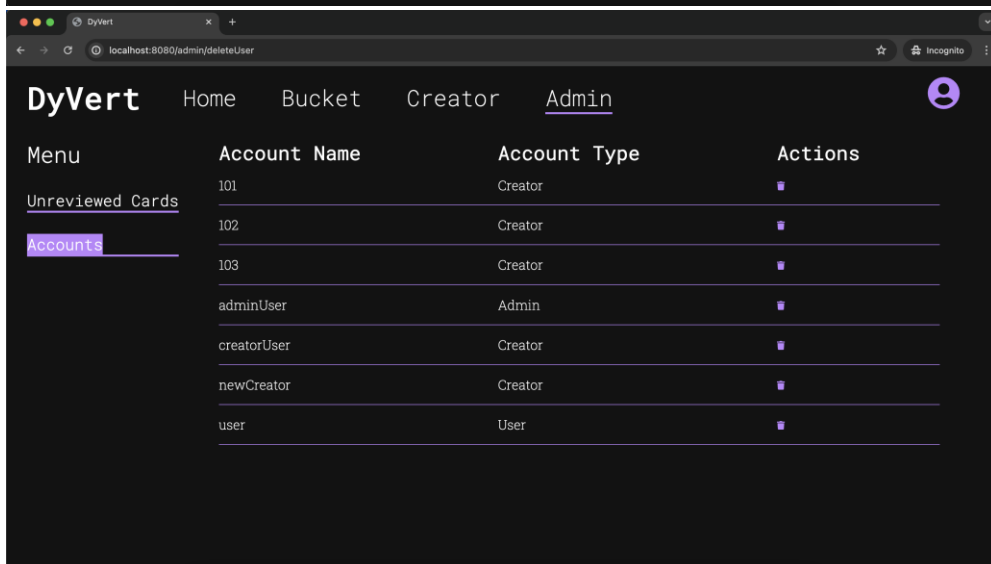 DyVert
localhost:8080/admin/deleteUser
Incognito
DyVert Home Bucket Creator Admin
Menu
Unreviewed Cards
Accounts
Account Name Account Type Actions
101 Creator
102 Creator
103 Creator
adminUser Admin
creatorUser Creator
newCreator Creator
user User